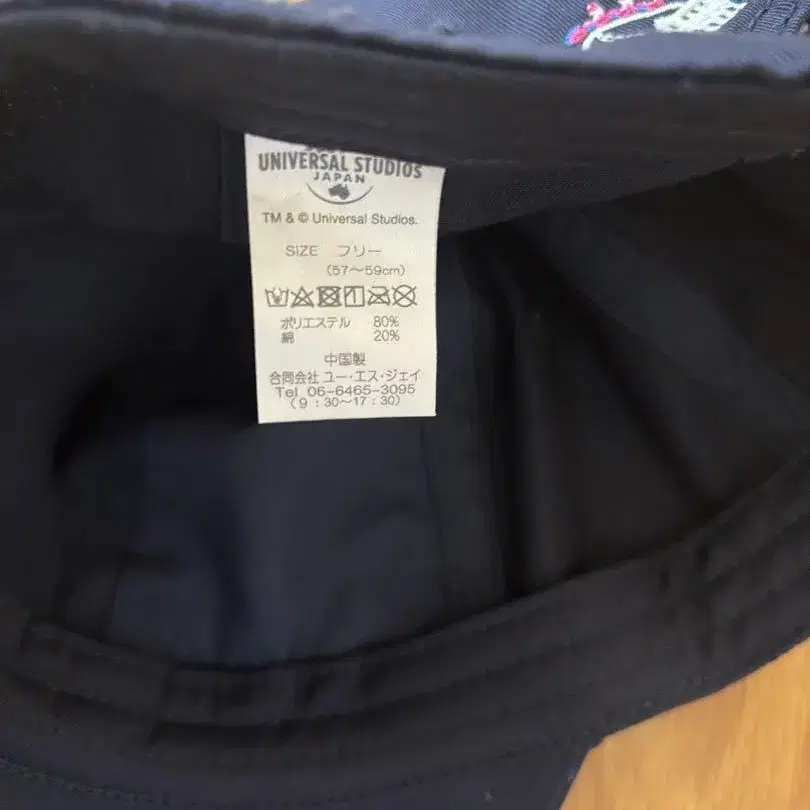 UNIVERSAL STUDIOS
JAPAN
TM & © Universal Studios.
SIZE フリー
(57～59cm)
ポリエステル 80%
綿 20%
中国製
合同会社 ユー・エス・ジェイ
Tel 06-6465-3095
(9：30～17：30)